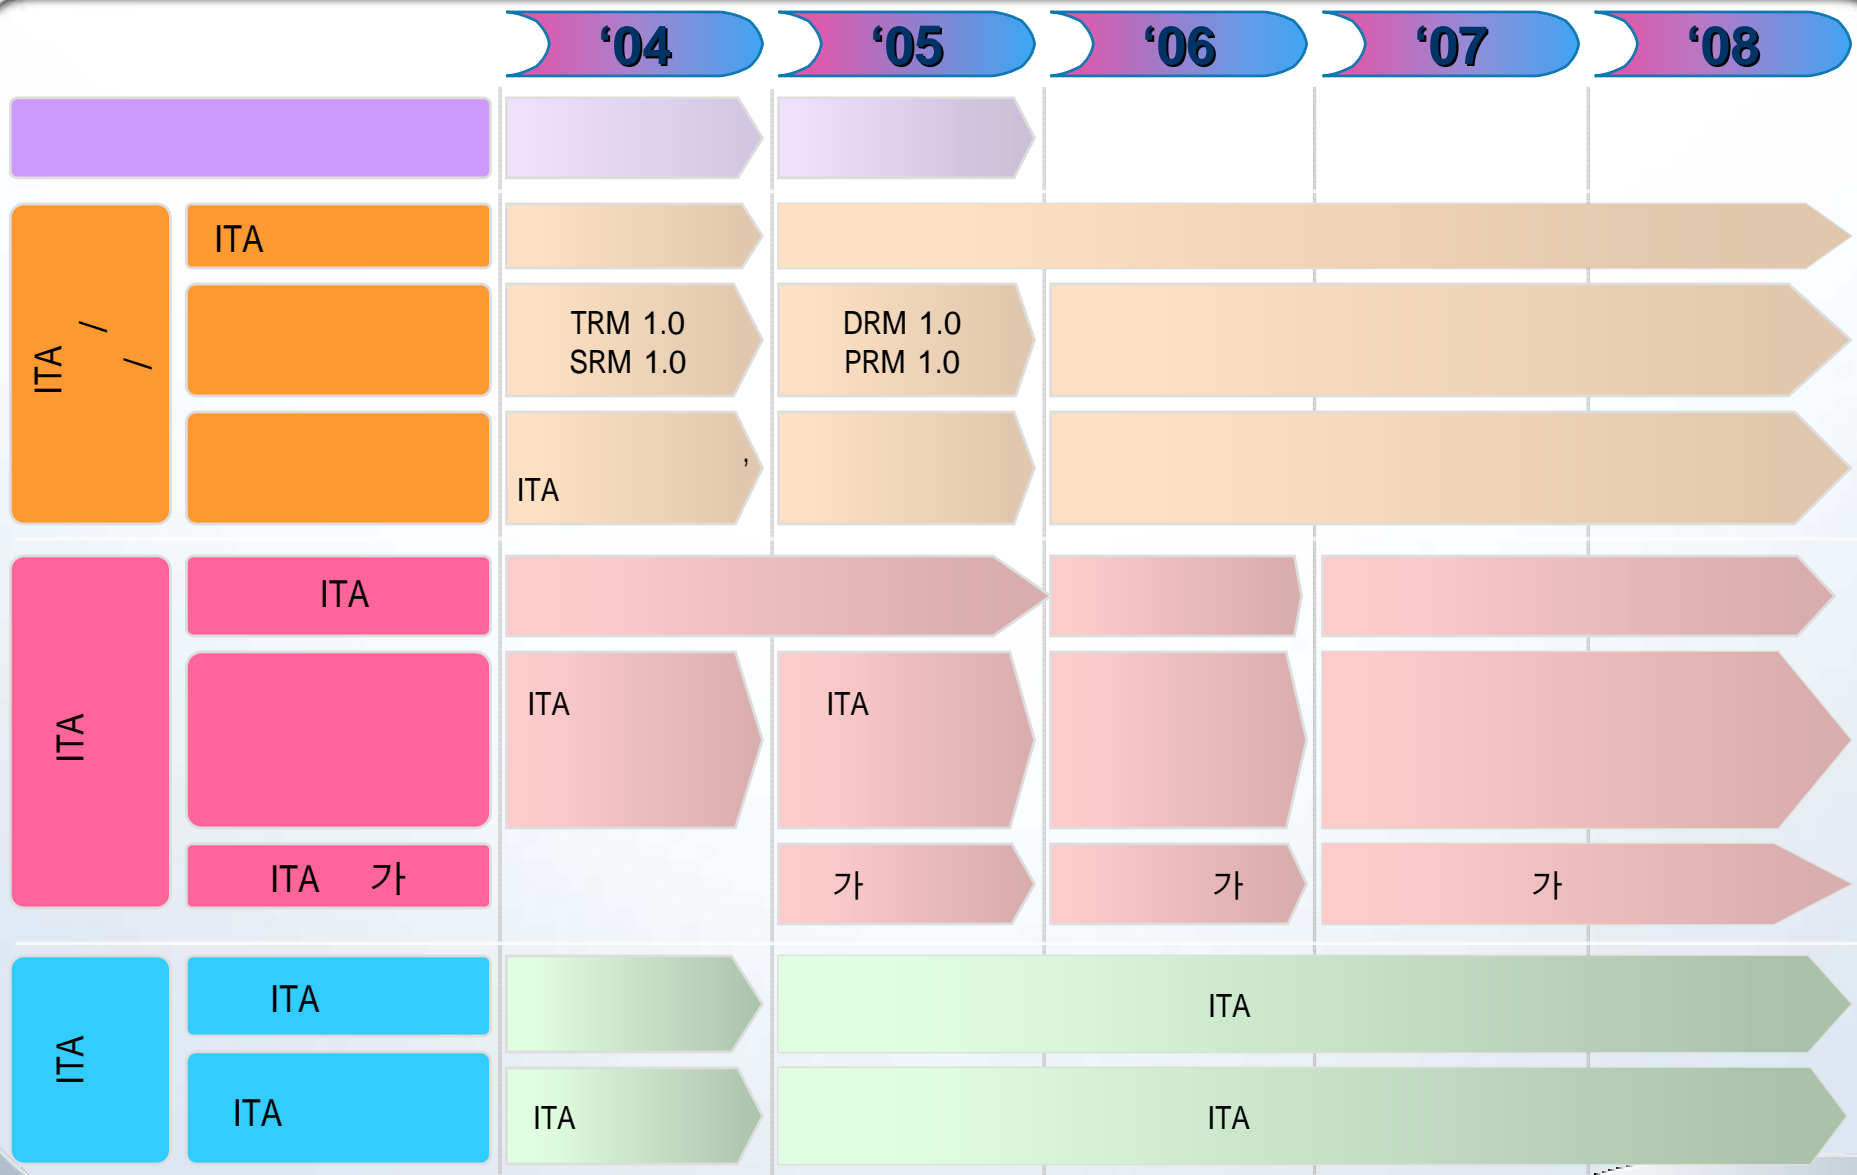 ‘04 ‘05 ‘06 ‘07 ‘08
ITA / /
ITA
TRM 1.0
SRM 1.0
DRM 1.0
PRM 1.0
,
ITA
ITA
ITA
ITA
ITA
ITA 가
가
가
가
ITA
ITA
ITA
ITA
ITA
ITA